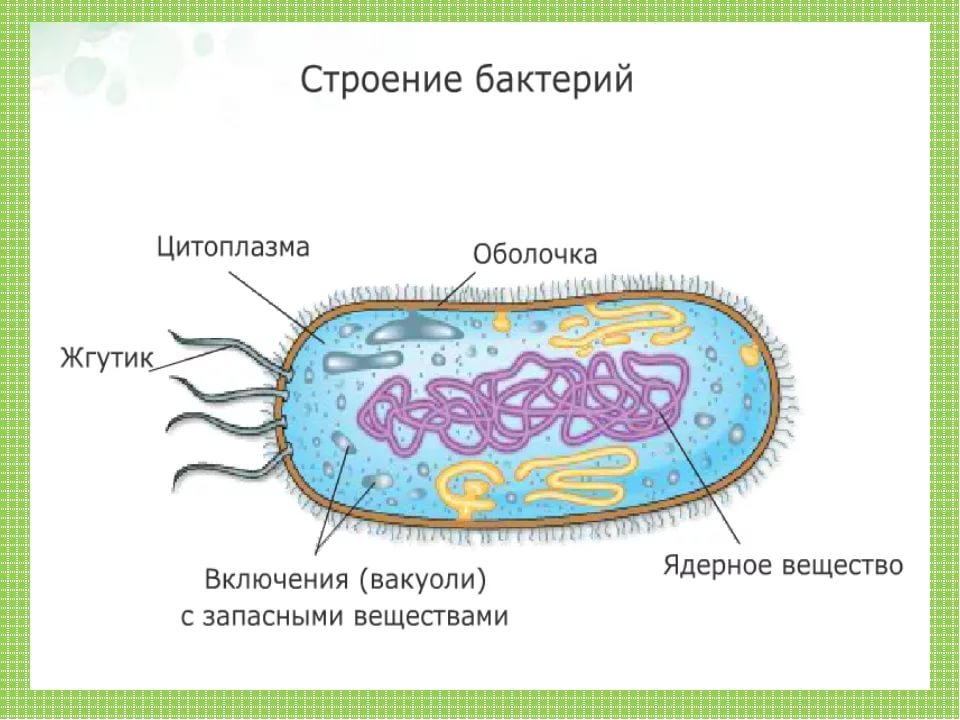 Строение бактерий
Цитоплазма
Оболочка
Жгутик
Ядерное вещество
Включения (вакуоли)
с запасными веществами